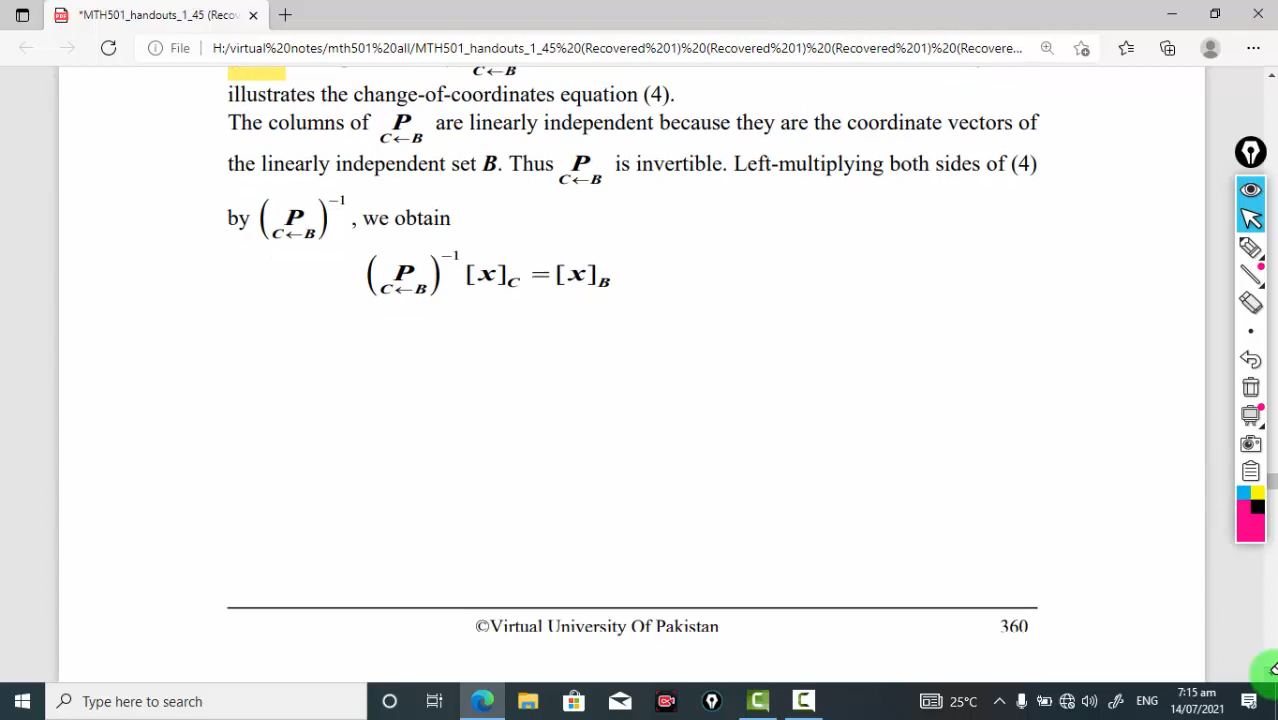 *MTH501_handouts_1_45 (Recov
File
H:/virtual%20notes/mth501%20all/MTH501_handouts_1_45%20(Recovered%201)%20(Recovered%201)%20(Recovered%201)%20(Recovere...
C←B
illustrates the change-of-coordinates equation (4).
The columns of P C←B are linearly independent because they are the coordinate vectors of
the linearly independent set B. Thus P C←B is invertible. Left-multiplying both sides of (4)
by (P C←B)⁻¹, we obtain
(P C←B)⁻¹ [x]C = [x]B
©Virtual University Of Pakistan 360
Type here to search
25°C
ENG
7:15 am
14/07/2021